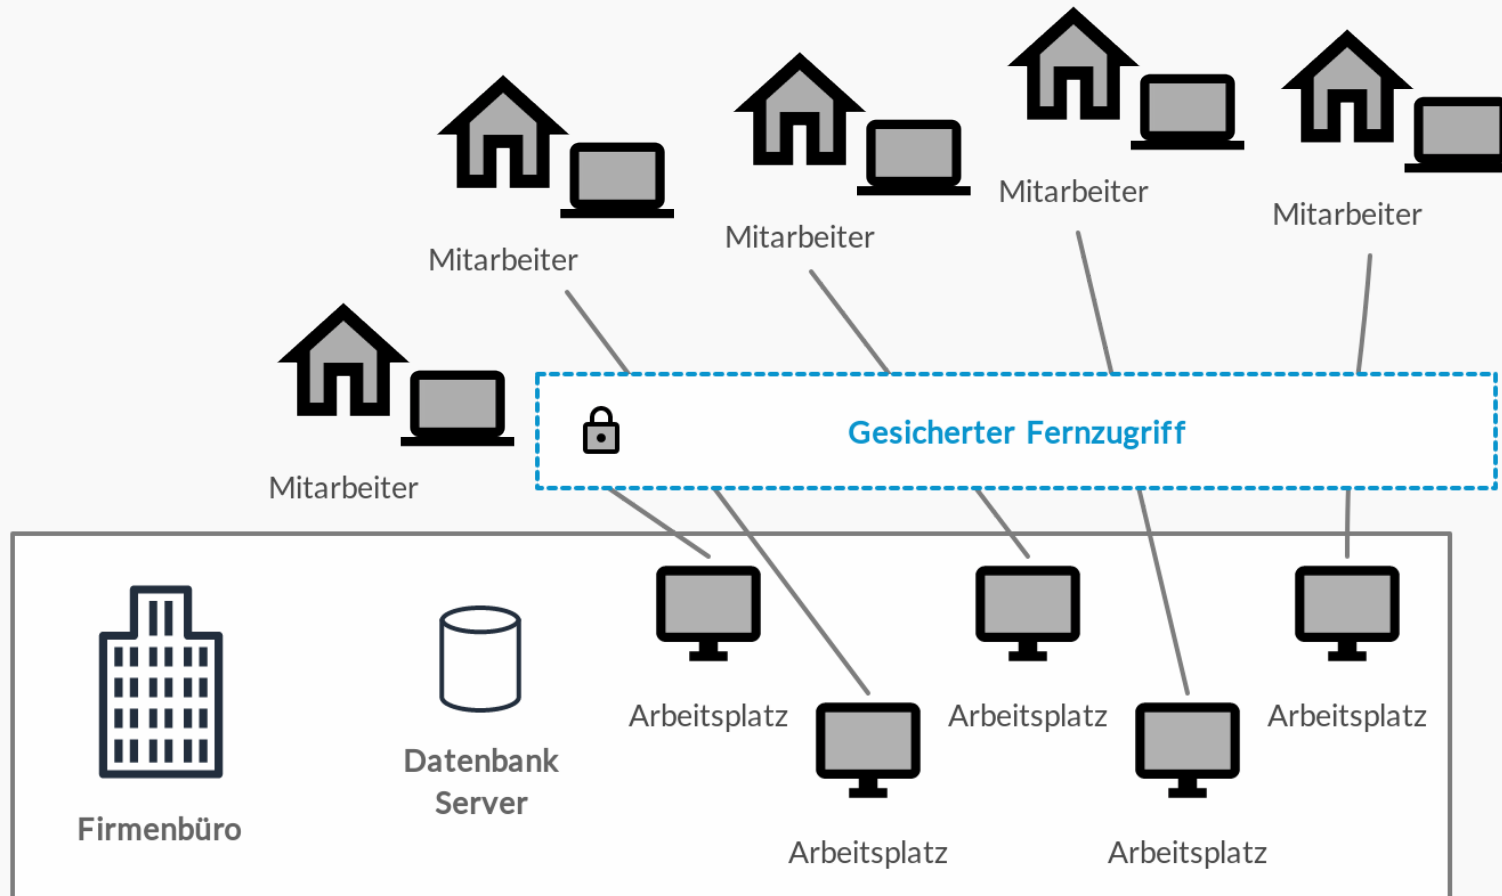 Mitarbeiter
Mitarbeiter
Mitarbeiter
Mitarbeiter
Mitarbeiter
Gesicherter Fernzugriff
Firmenbüro
Datenbank
Server
Arbeitsplatz
Arbeitsplatz
Arbeitsplatz
Arbeitsplatz
Arbeitsplatz